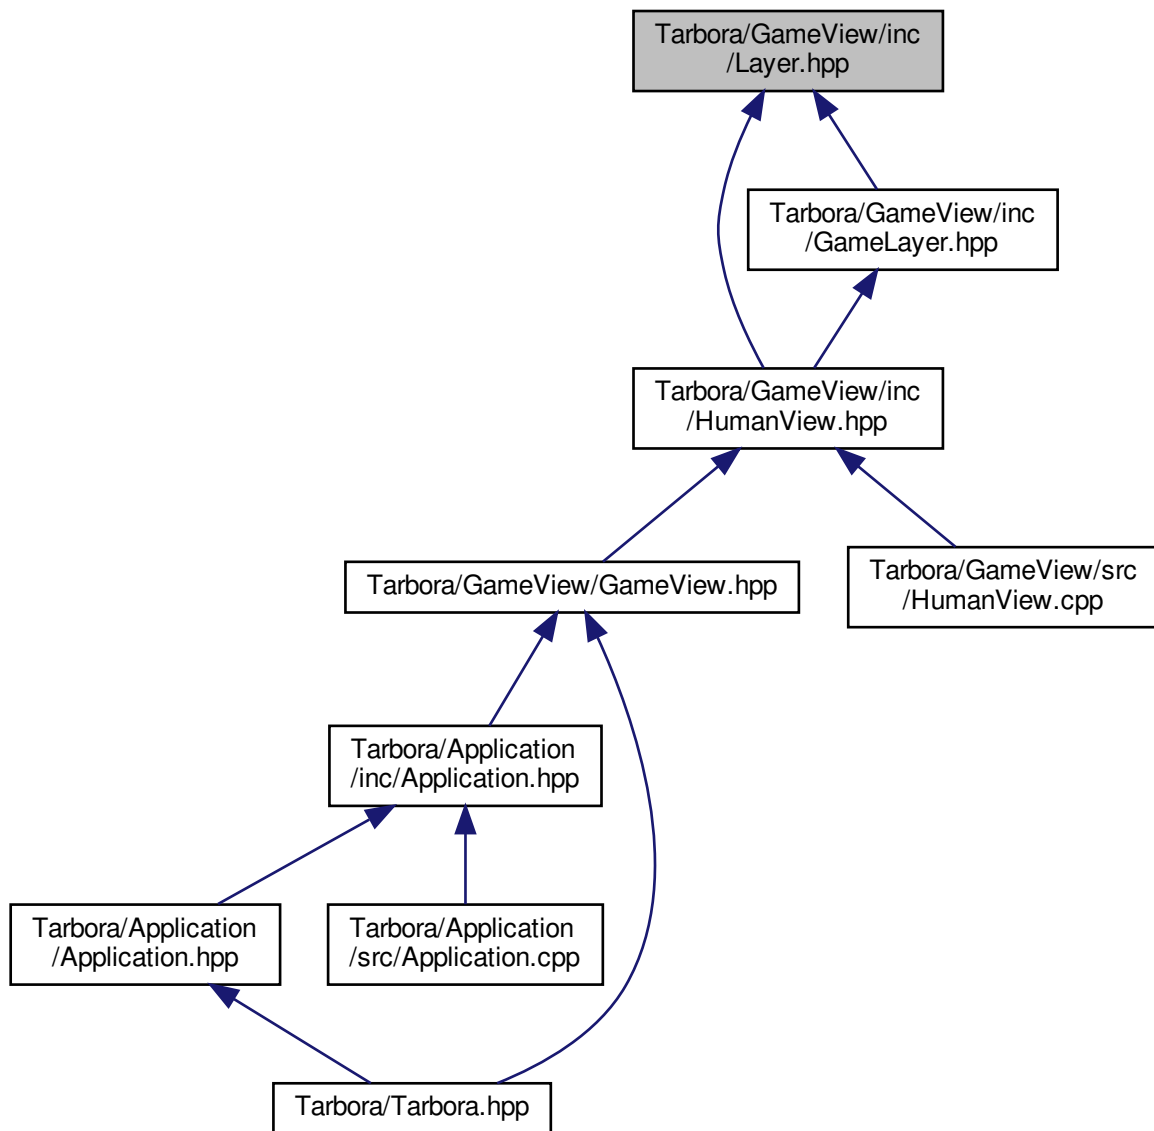 Tarbora/GameView/inc
/Layer.hpp
Tarbora/GameView/inc
/GameLayer.hpp
Tarbora/GameView/inc
/HumanView.hpp
Tarbora/GameView/GameView.hpp
Tarbora/GameView/src
/HumanView.cpp
Tarbora/Application
/inc/Application.hpp
Tarbora/Application
/Application.hpp
Tarbora/Application
/src/Application.cpp
Tarbora/Tarbora.hpp